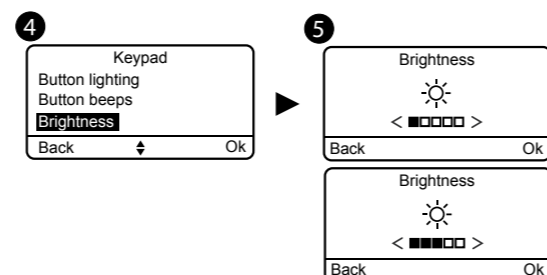 4
Keypad
Button lighting
Button beeps
Brightness
Back Ok
5
Brightness
< >
Back Ok
Brightness
< >
Back Ok